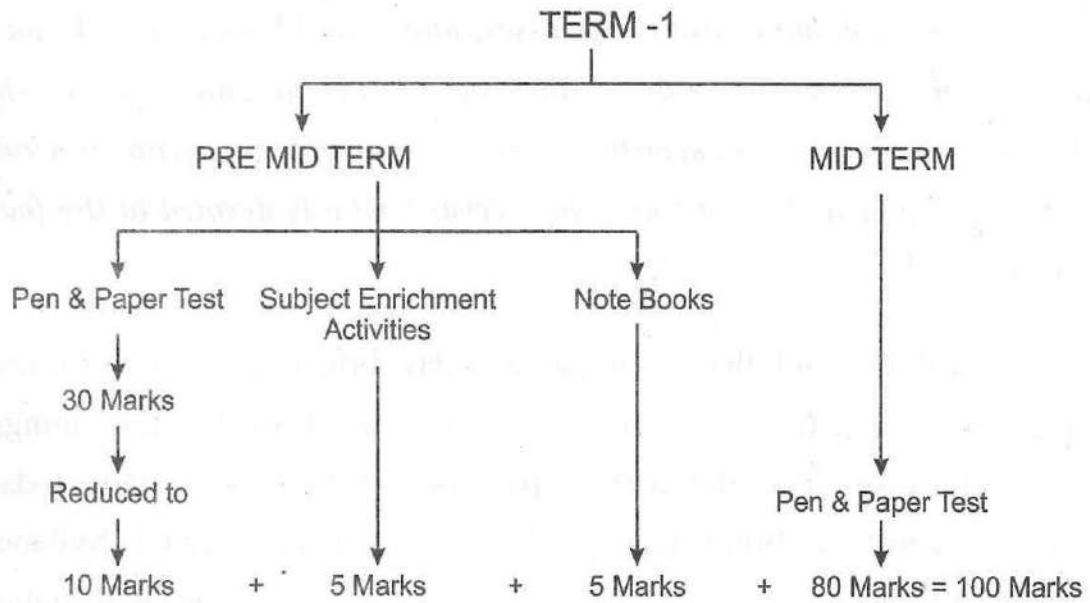 TERM -1
PRE MID TERM MID TERM
Pen & Paper Test Subject Enrichment Activities Note Books
30 Marks
Reduced to
Pen & Paper Test
10 Marks + 5 Marks + 5 Marks + 80 Marks = 100 Marks